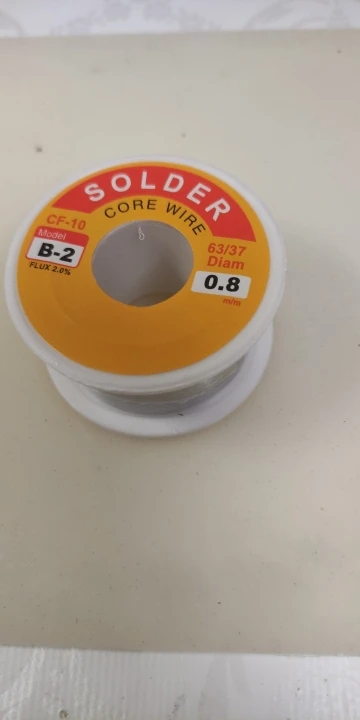 SOLDER
CORE WIRE
CF-10
Model
B-2
FLUX 2.0%
63/37
Diam
0.8
m/m